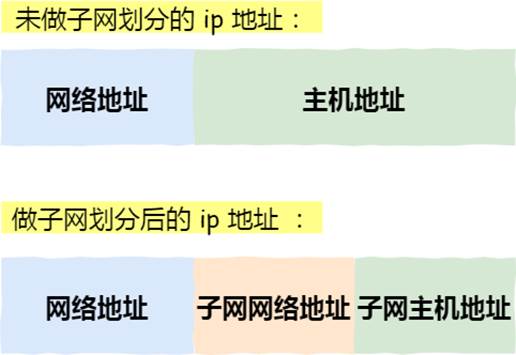 未做子网划分的 ip 地址：
网络地址 主机地址
做子网划分后的 ip 地址 ：
网络地址 子网网络地址 子网主机地址